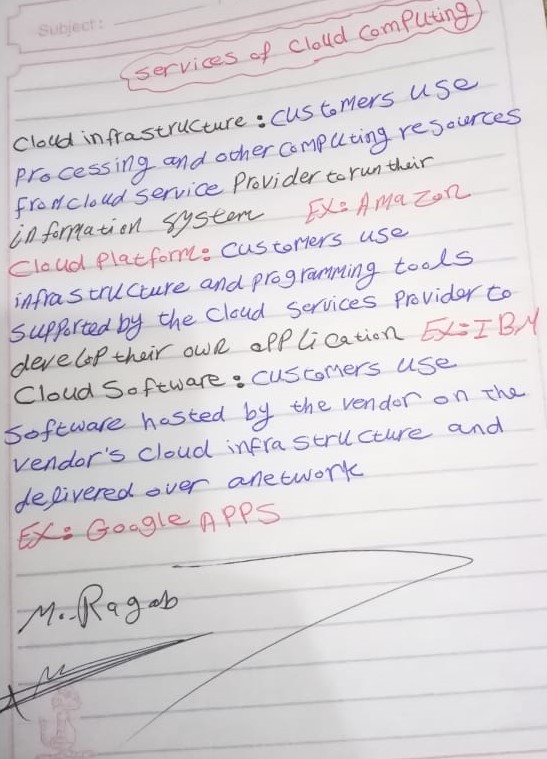 Subject:
Services of Cloud Computing
Cloud infrastructure: customers use
Processing and other computing resources
from cloud service Provider to run their
information system Ex: Amazon
Cloud Platform: customers use
infrastructure and programming tools
supported by the cloud services Provider to
develop their own application Ex: IBM
Cloud Software: customers use
Software hosted by the vendor on the
vendor's cloud infrastructure and
delivered over anetwork
Ex: Google APPS
M. Ragab